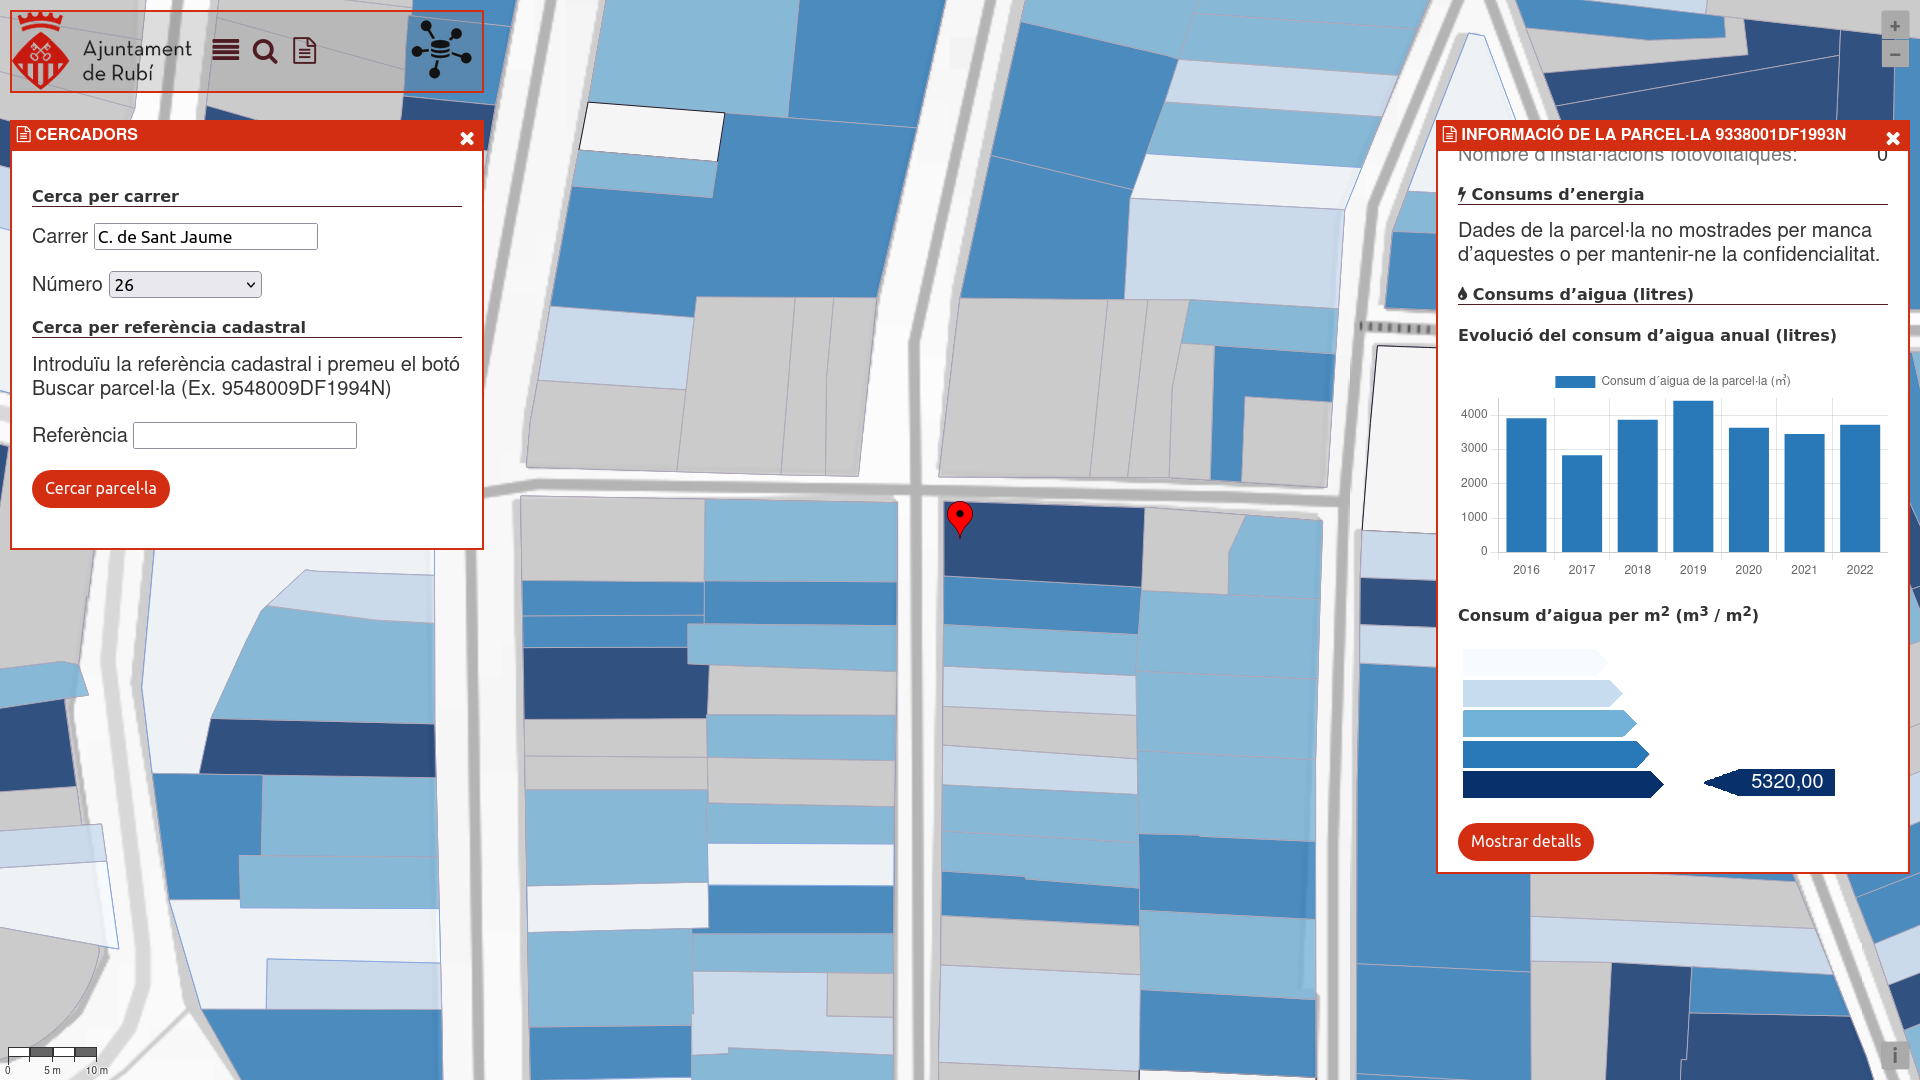 Ajuntament
de Rubí
CERCADORS
Cerca per carrer
Carrer C. de Sant Jaume
Número 26
Cerca per referència cadastral
Introduïu la referència cadastral i premeu el botó
Buscar parcel·la (Ex. 9548009DF1994N)
Referència
Cercar parcel·la
0 5 m 10 m
+
−
INFORMACIÓ DE LA PARCEL·LA 9338001DF1993N
Nombre d'instal·lacions fotovoltaiques: 0
Consums d’energia
Dades de la parcel·la no mostrades per manca
d’aquestes o per mantenir-ne la confidencialitat.
Consums d’aigua (litres)
Evolució del consum d’aigua anual (litres)
Consum d´aigua de la parcel·la (m³)
4000
3000
2000
1000
0
2016 2017 2018 2019 2020 2021 2022
Consum d’aigua per m² (m³ / m²)
5320,00
Mostrar detalls
i